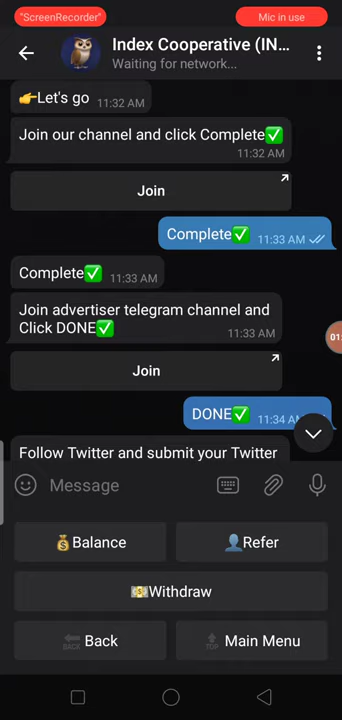 "ScreenRecorder"
Mic in use
Index Cooperative (IN...
Waiting for network...
👉Let's go 11:32 AM
Join our channel and click Complete✅
11:32 AM
Join
Complete✅ 11:33 AM
Complete✅ 11:33 AM
Join advertiser telegram channel and
Click DONE✅ 11:33 AM
Join
DONE✅ 11:34 AM
Follow Twitter and submit your Twitter
Message
💰Balance
👤Refer
💵Withdraw
🔙Back
🔝Main Menu